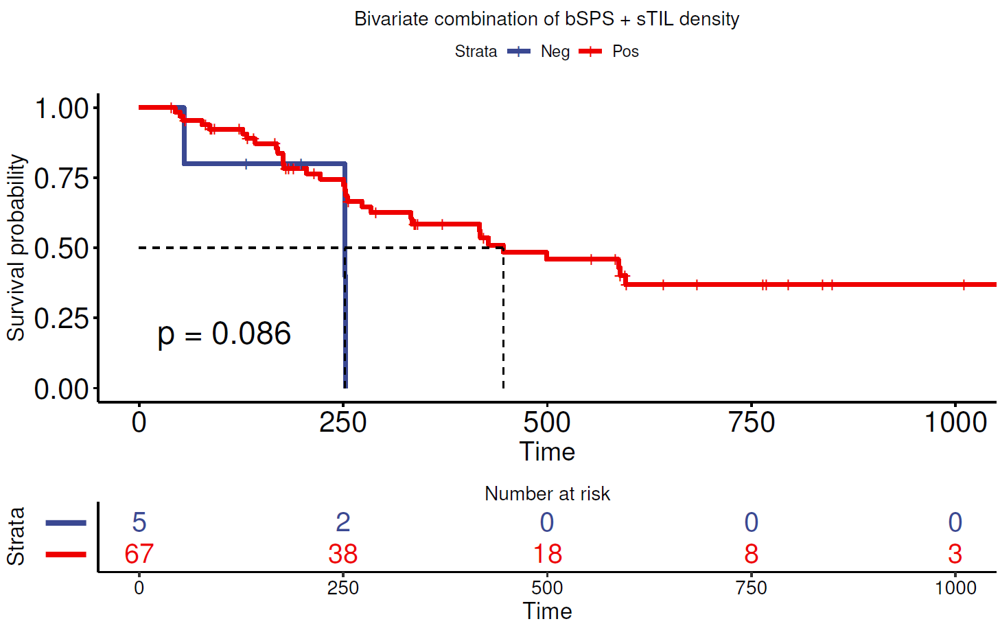 Bivariate combination of bSPS + sTIL density
Strata Neg Pos
Survival probability
1.00
0.75
0.50
0.25
0.00
p = 0.086
0 250 500 750 1000
Time
Number at risk
Strata
5 2 0 0 0
67 38 18 8 3
0 250 500 750 1000
Time